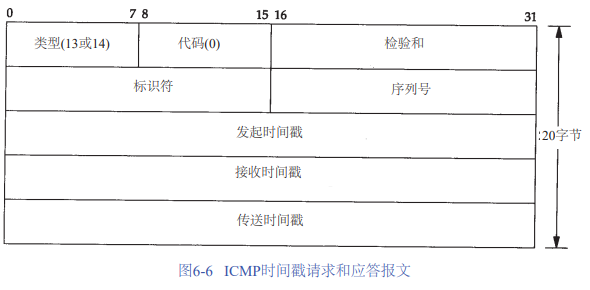 0 7 8 15 16 31
类型(13或14) 代码(0) 检验和
标识符 序列号
发起时间戳
20字节
接收时间戳
传送时间戳
图6-6 ICMP时间戳请求和应答报文